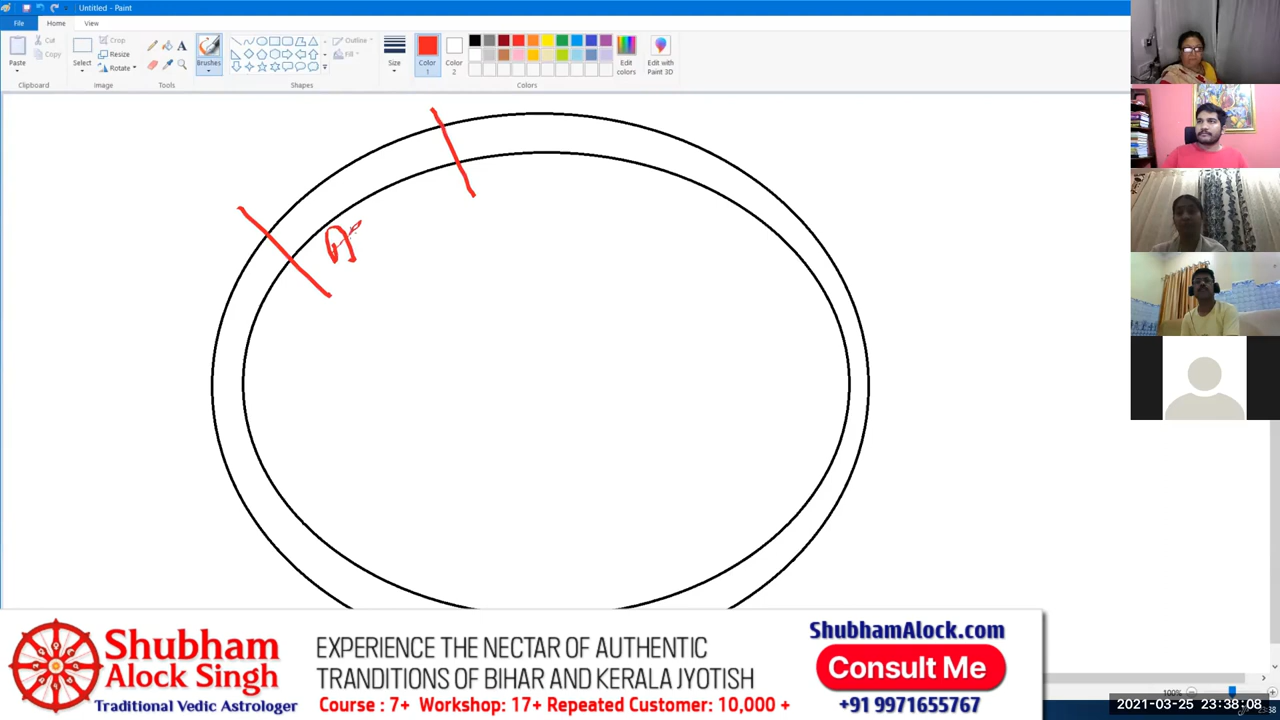 Untitled - Paint
File Home View
Paste
Cut
Copy
Clipboard
Select
Crop
Resize
Rotate
Image
A
Tools
Brushes
Outline
Fill
Shapes
Size
Color 1
Color 2
Edit colors
Colors
Edit with Paint 3D
100%
2021-03-25 23:38:08
23:38
Shubham
Alock Singh
Traditional Vedic Astrologer
EXPERIENCE THE NECTAR OF AUTHENTIC
TRANDITIONS OF BIHAR AND KERALA JYOTISH
Course : 7+ Workshop: 17+ Repeated Customer: 10,000 +
ShubhamAlock.com
Consult Me
+91 9971655767